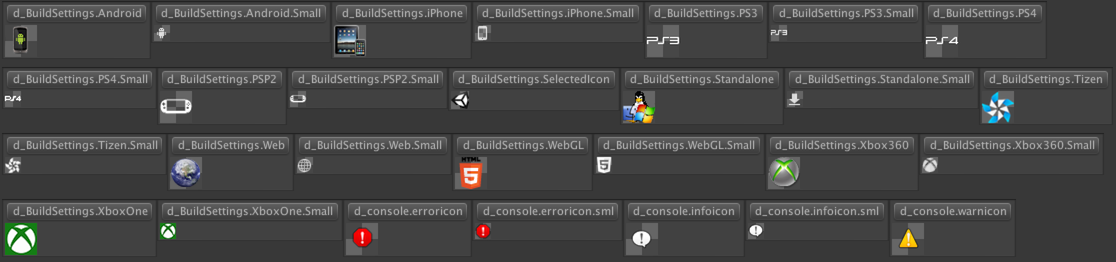 d_BuildSettings.Android d_BuildSettings.Android.Small d_BuildSettings.iPhone d_BuildSettings.iPhone.Small d_BuildSettings.PS3 d_BuildSettings.PS3.Small d_BuildSettings.PS4
PS3 PS3 PS4
d_BuildSettings.PS4.Small d_BuildSettings.PSP2 d_BuildSettings.PSP2.Small d_BuildSettings.SelectedIcon d_BuildSettings.Standalone d_BuildSettings.Standalone.Small d_BuildSettings.Tizen
PS4
d_BuildSettings.Tizen.Small d_BuildSettings.Web d_BuildSettings.Web.Small d_BuildSettings.WebGL d_BuildSettings.WebGL.Small d_BuildSettings.Xbox360 d_BuildSettings.Xbox360.Small
HTML
5 5
d_BuildSettings.XboxOne d_BuildSettings.XboxOne.Small d_console.erroricon d_console.erroricon.sml d_console.infoicon d_console.infoicon.sml d_console.warnicon